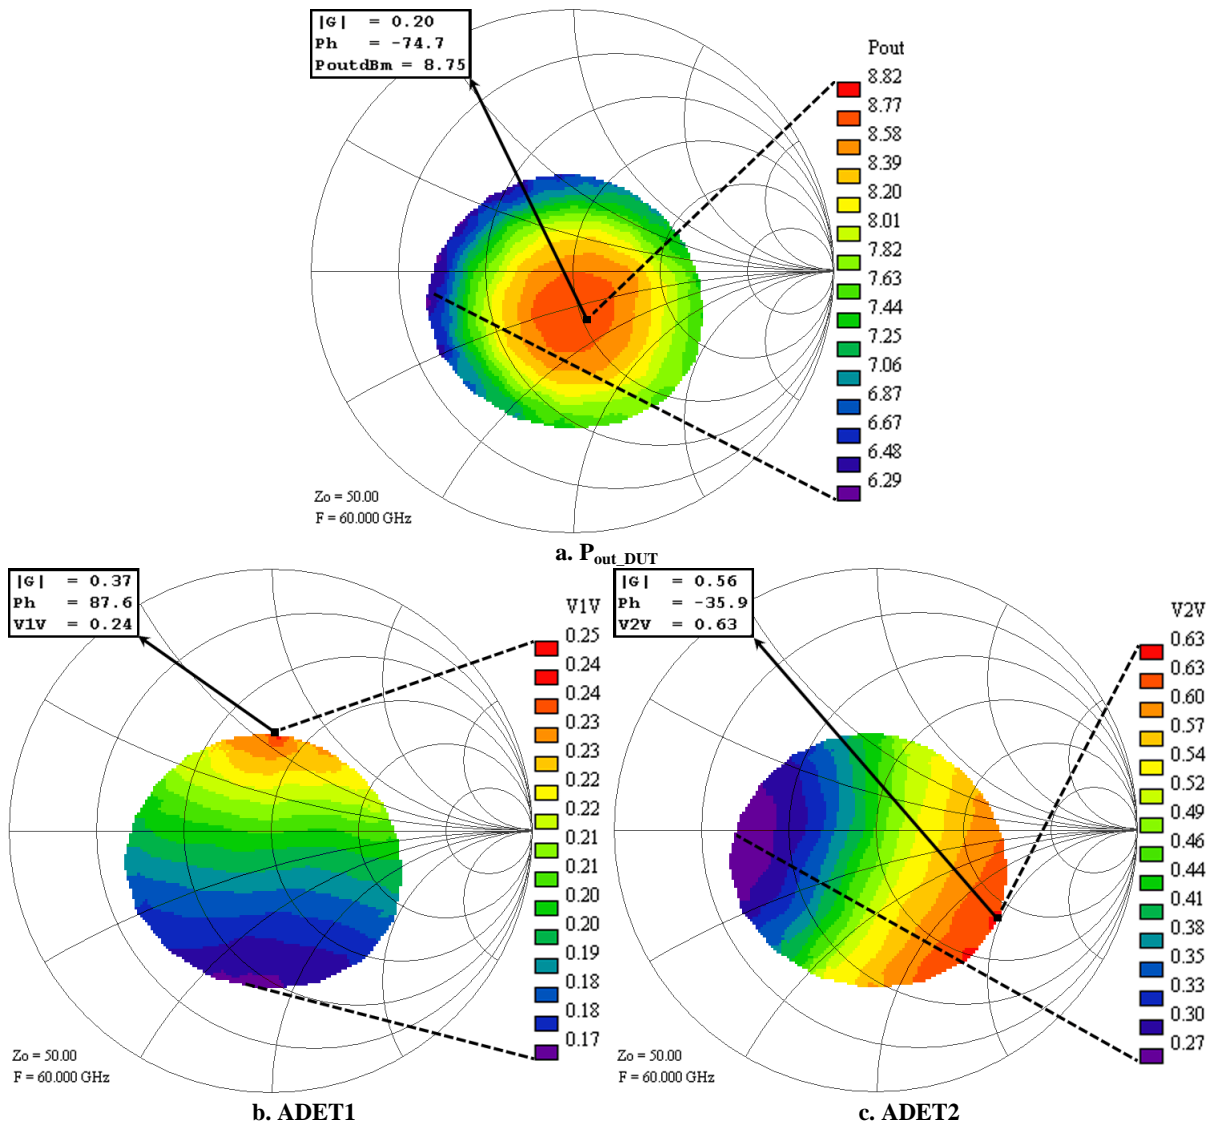 |G| = 0.20
Ph = -74.7
PoutdBm = 8.75
Pout
8.82
8.77
8.58
8.39
8.20
8.01
7.82
7.63
7.44
7.25
7.06
6.87
6.67
6.48
6.29
Zo = 50.00
F = 60.000 GHz
a. Pout_DUT
|G| = 0.37
Ph = 87.6
V1V = 0.24
V1V
0.25
0.24
0.24
0.23
0.23
0.22
0.22
0.21
0.21
0.20
0.20
0.19
0.18
0.18
0.17
Zo = 50.00
F = 60.000 GHz
b. ADET1
|G| = 0.56
Ph = -35.9
V2V = 0.63
V2V
0.63
0.63
0.60
0.57
0.54
0.52
0.49
0.46
0.44
0.41
0.38
0.35
0.33
0.30
0.27
Zo = 50.00
F = 60.000 GHz
c. ADET2